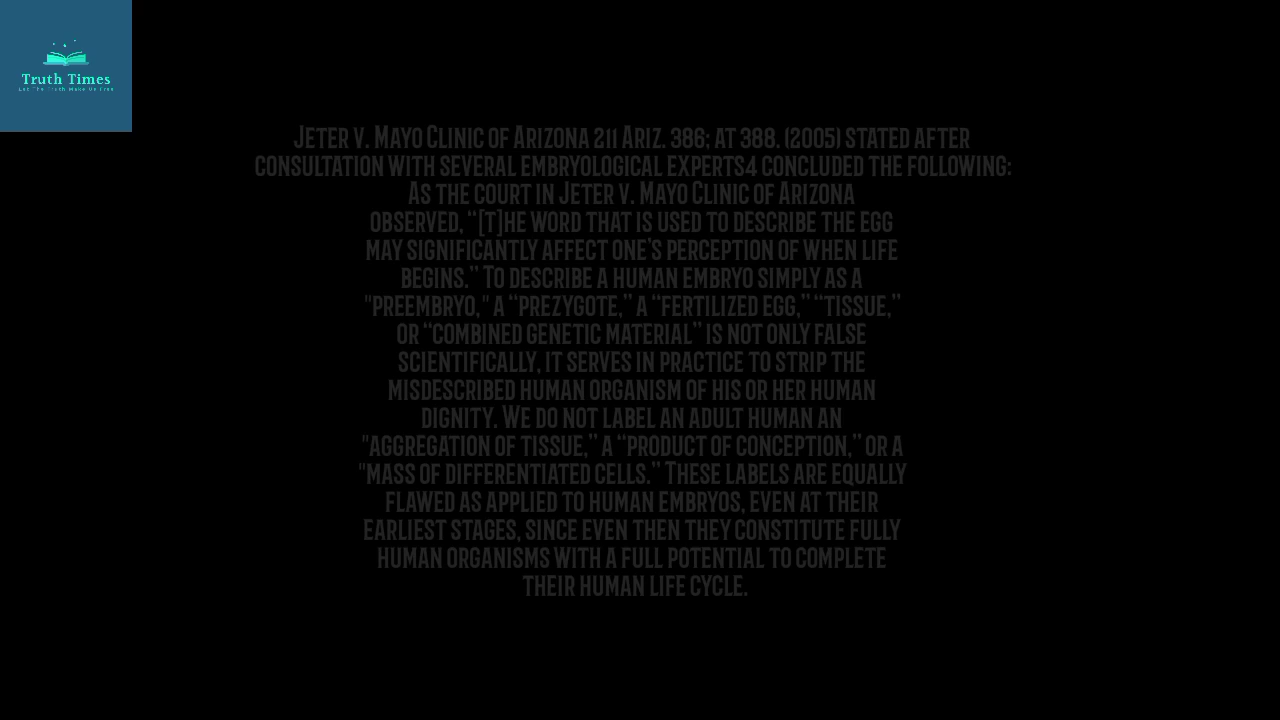 Truth Times
Let The Truth Make Us Free
Jeter v. Mayo Clinic of Arizona 211 Ariz. 386; at 388. (2005) stated after
consultation with several embryological experts4 concluded the following:
As the court in Jeter v. Mayo Clinic of Arizona
observed, “[t]he word that is used to describe the egg
may significantly affect one's perception of when life
begins.” To describe a human embryo simply as a
"preembryo," a “prezygote,” a “fertilized egg,” “tissue,”
or “combined genetic material” is not only false
scientifically, it serves in practice to strip the
misdescribed human organism of his or her human
dignity. We do not label an adult human an
"aggregation of tissue,” a “product of conception,” or a
"mass of differentiated cells.” These labels are equally
flawed as applied to human embryos, even at their
earliest stages, since even then they constitute fully
human organisms with a full potential to complete
their human life cycle.